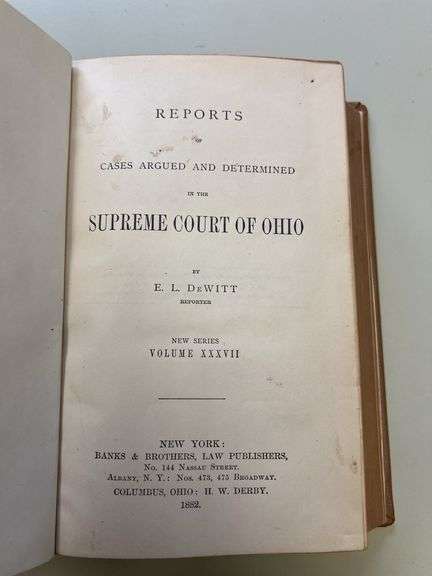 REPORTS
OF
CASES ARGUED AND DETERMINED
IN THE
SUPREME COURT OF OHIO
BY
E. L. DeWITT
REPORTER
NEW SERIES
VOLUME XXXVII
NEW YORK:
BANKS & BROTHERS, LAW PUBLISHERS,
No. 144 Nassau Street.
Albany, N. Y.: Nos. 473, 475 Broadway.
COLUMBUS, OHIO: H. W. DERBY.
1882.